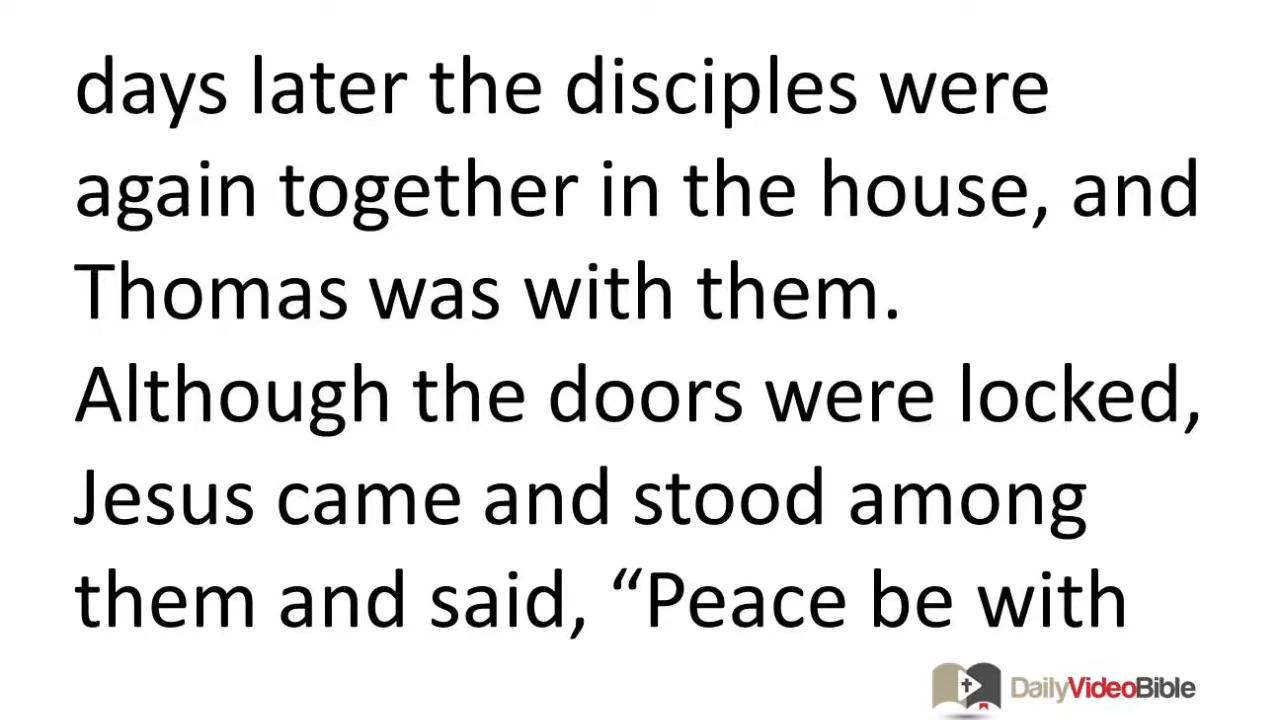 days later the disciples were
again together in the house, and
Thomas was with them.
Although the doors were locked,
Jesus came and stood among
them and said, “Peace be with
DailyVideoBible